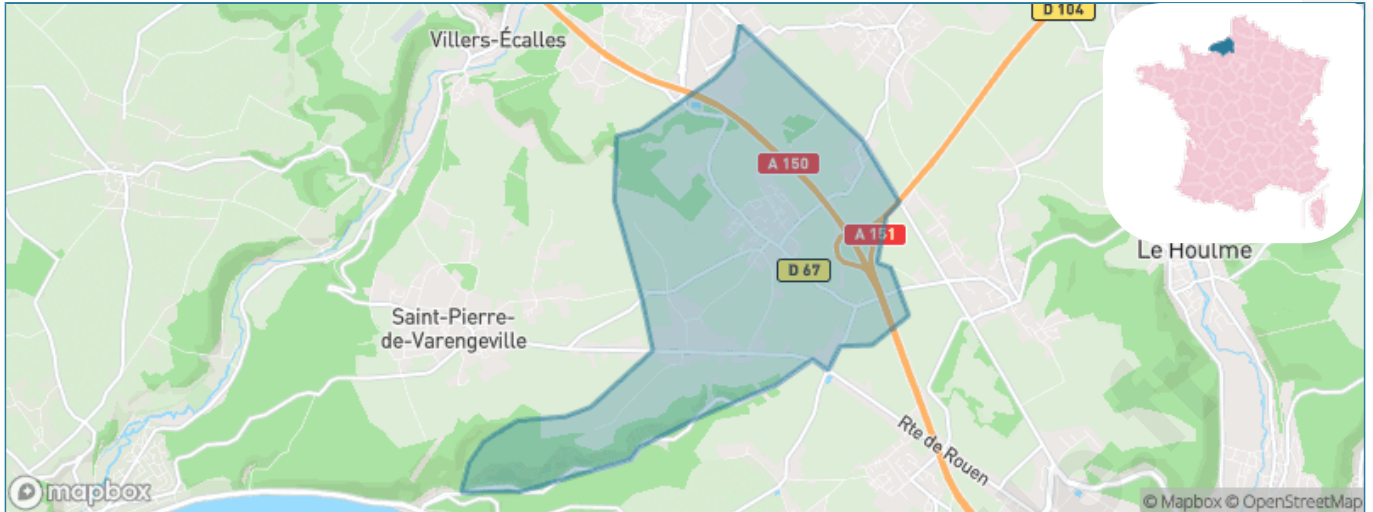 D 104
Villers-Écalles
A 150
A 151
Le Houlme
D 67
Saint-Pierre-
de-Varengeville
Rte de Rouen
mapbox
© Mapbox © OpenStreetMap